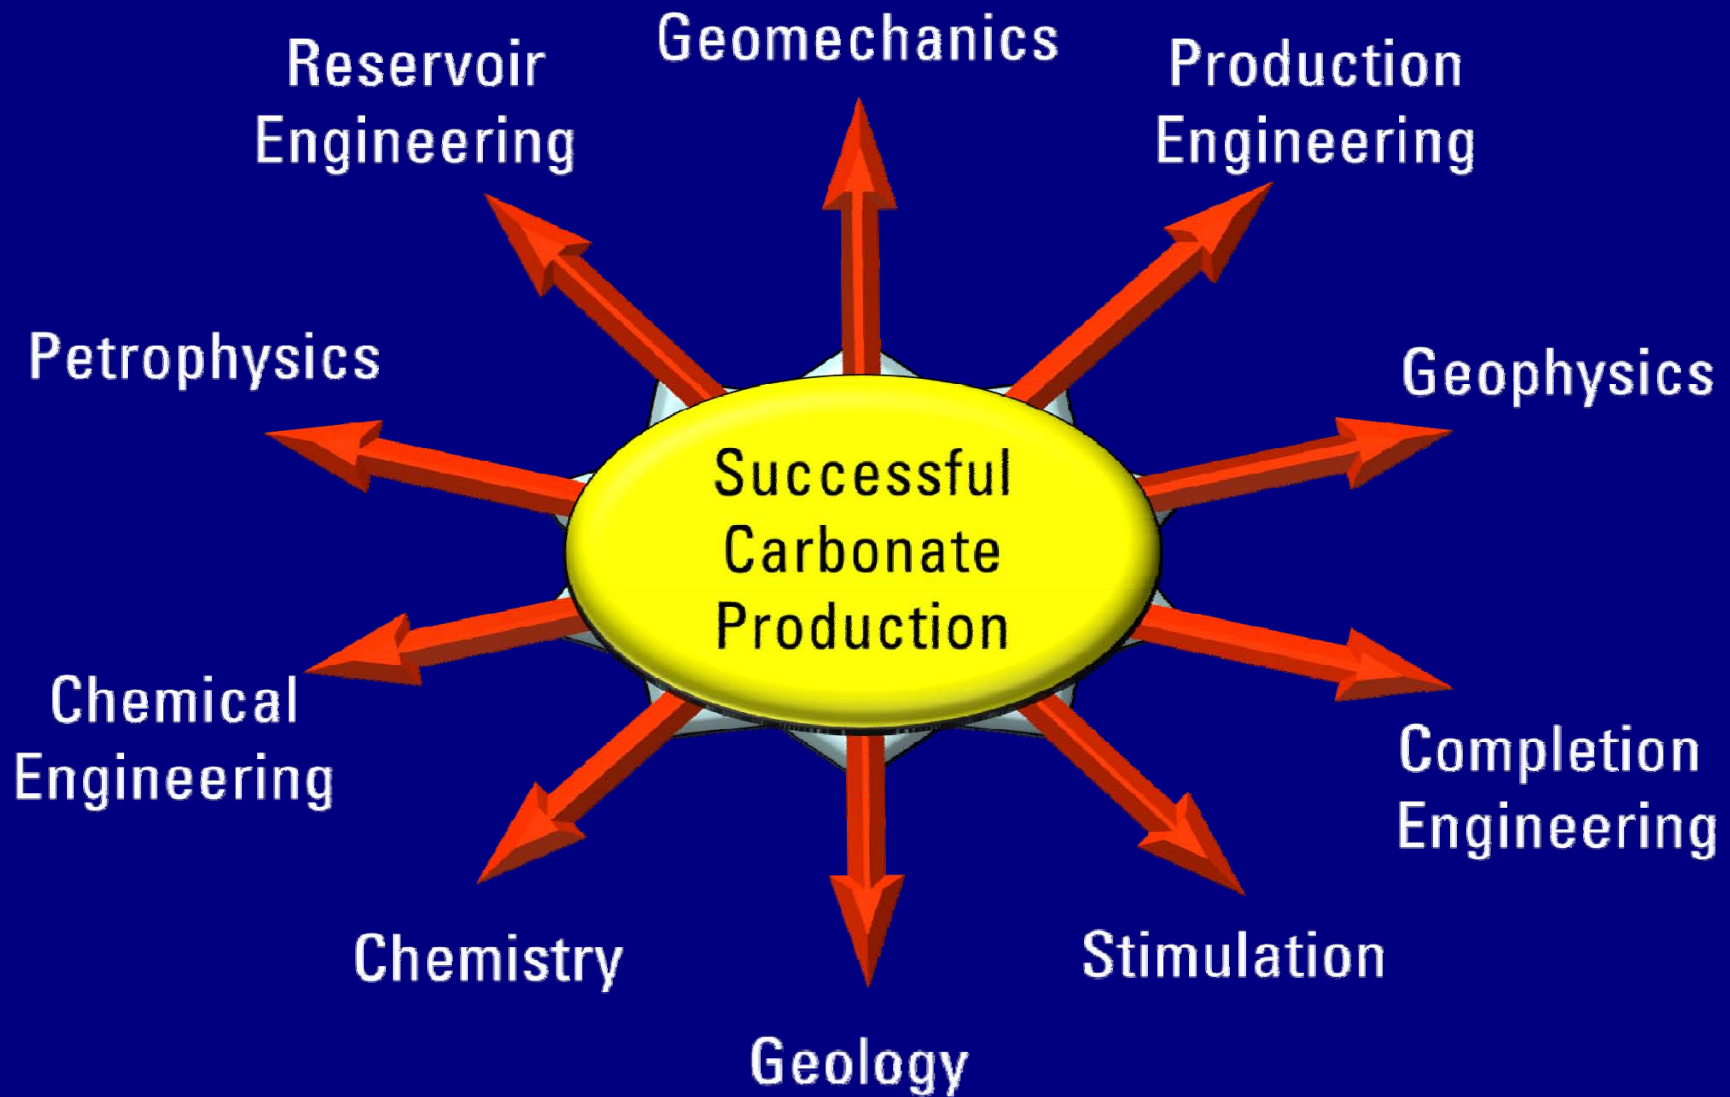 Geomechanics
Reservoir
Engineering
Production
Engineering
Petrophysics
Geophysics
Successful
Carbonate
Production
Chemical
Engineering
Completion
Engineering
Chemistry
Stimulation
Geology